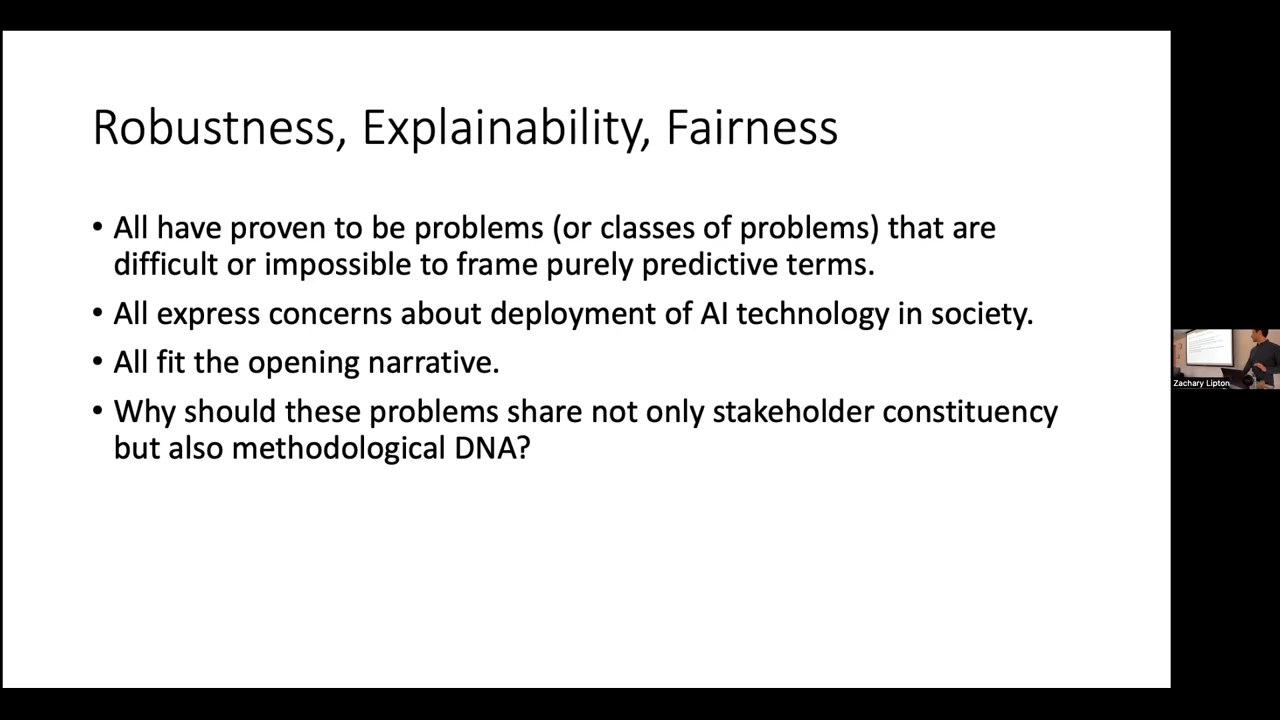 Robustness, Explainability, Fairness
• All have proven to be problems (or classes of problems) that are
difficult or impossible to frame purely predictive terms.
• All express concerns about deployment of AI technology in society.
• All fit the opening narrative.
• Why should these problems share not only stakeholder constituency
but also methodological DNA?
Zachary Lipton